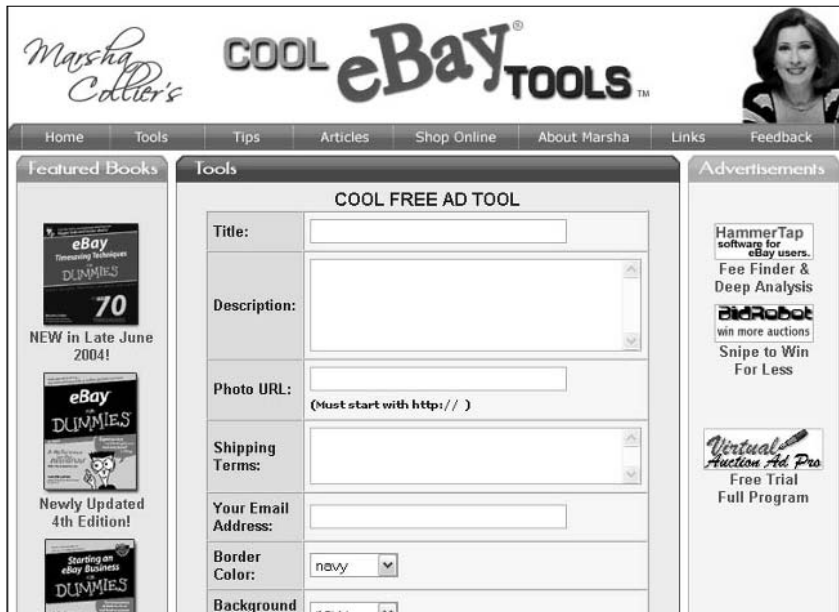 Marsha
Collier's
COOL eBay® TOOLS™
Home Tools Tips Articles Shop Online About Marsha Links Feedback
Featured Books
eBay
Timesaving Techniques
FOR
DUMMIES
70
NEW in Late June
2004!
eBay
FOR
DUMMIES
Newly Updated
4th Edition!
Starting an
eBay Business
FOR
DUMMIES
Tools
COOL FREE AD TOOL
Title:
Description:
Photo URL:
(Must start with http:// )
Shipping
Terms:
Your Email
Address:
Border
Color:
navy
Background
Advertisements
HammerTap
software for
eBay users.
Fee Finder &
Deep Analysis
BidRobot
win more auctions
Snipe to Win
For Less
Virtual
Auction Ad Pro
Free Trial
Full Program